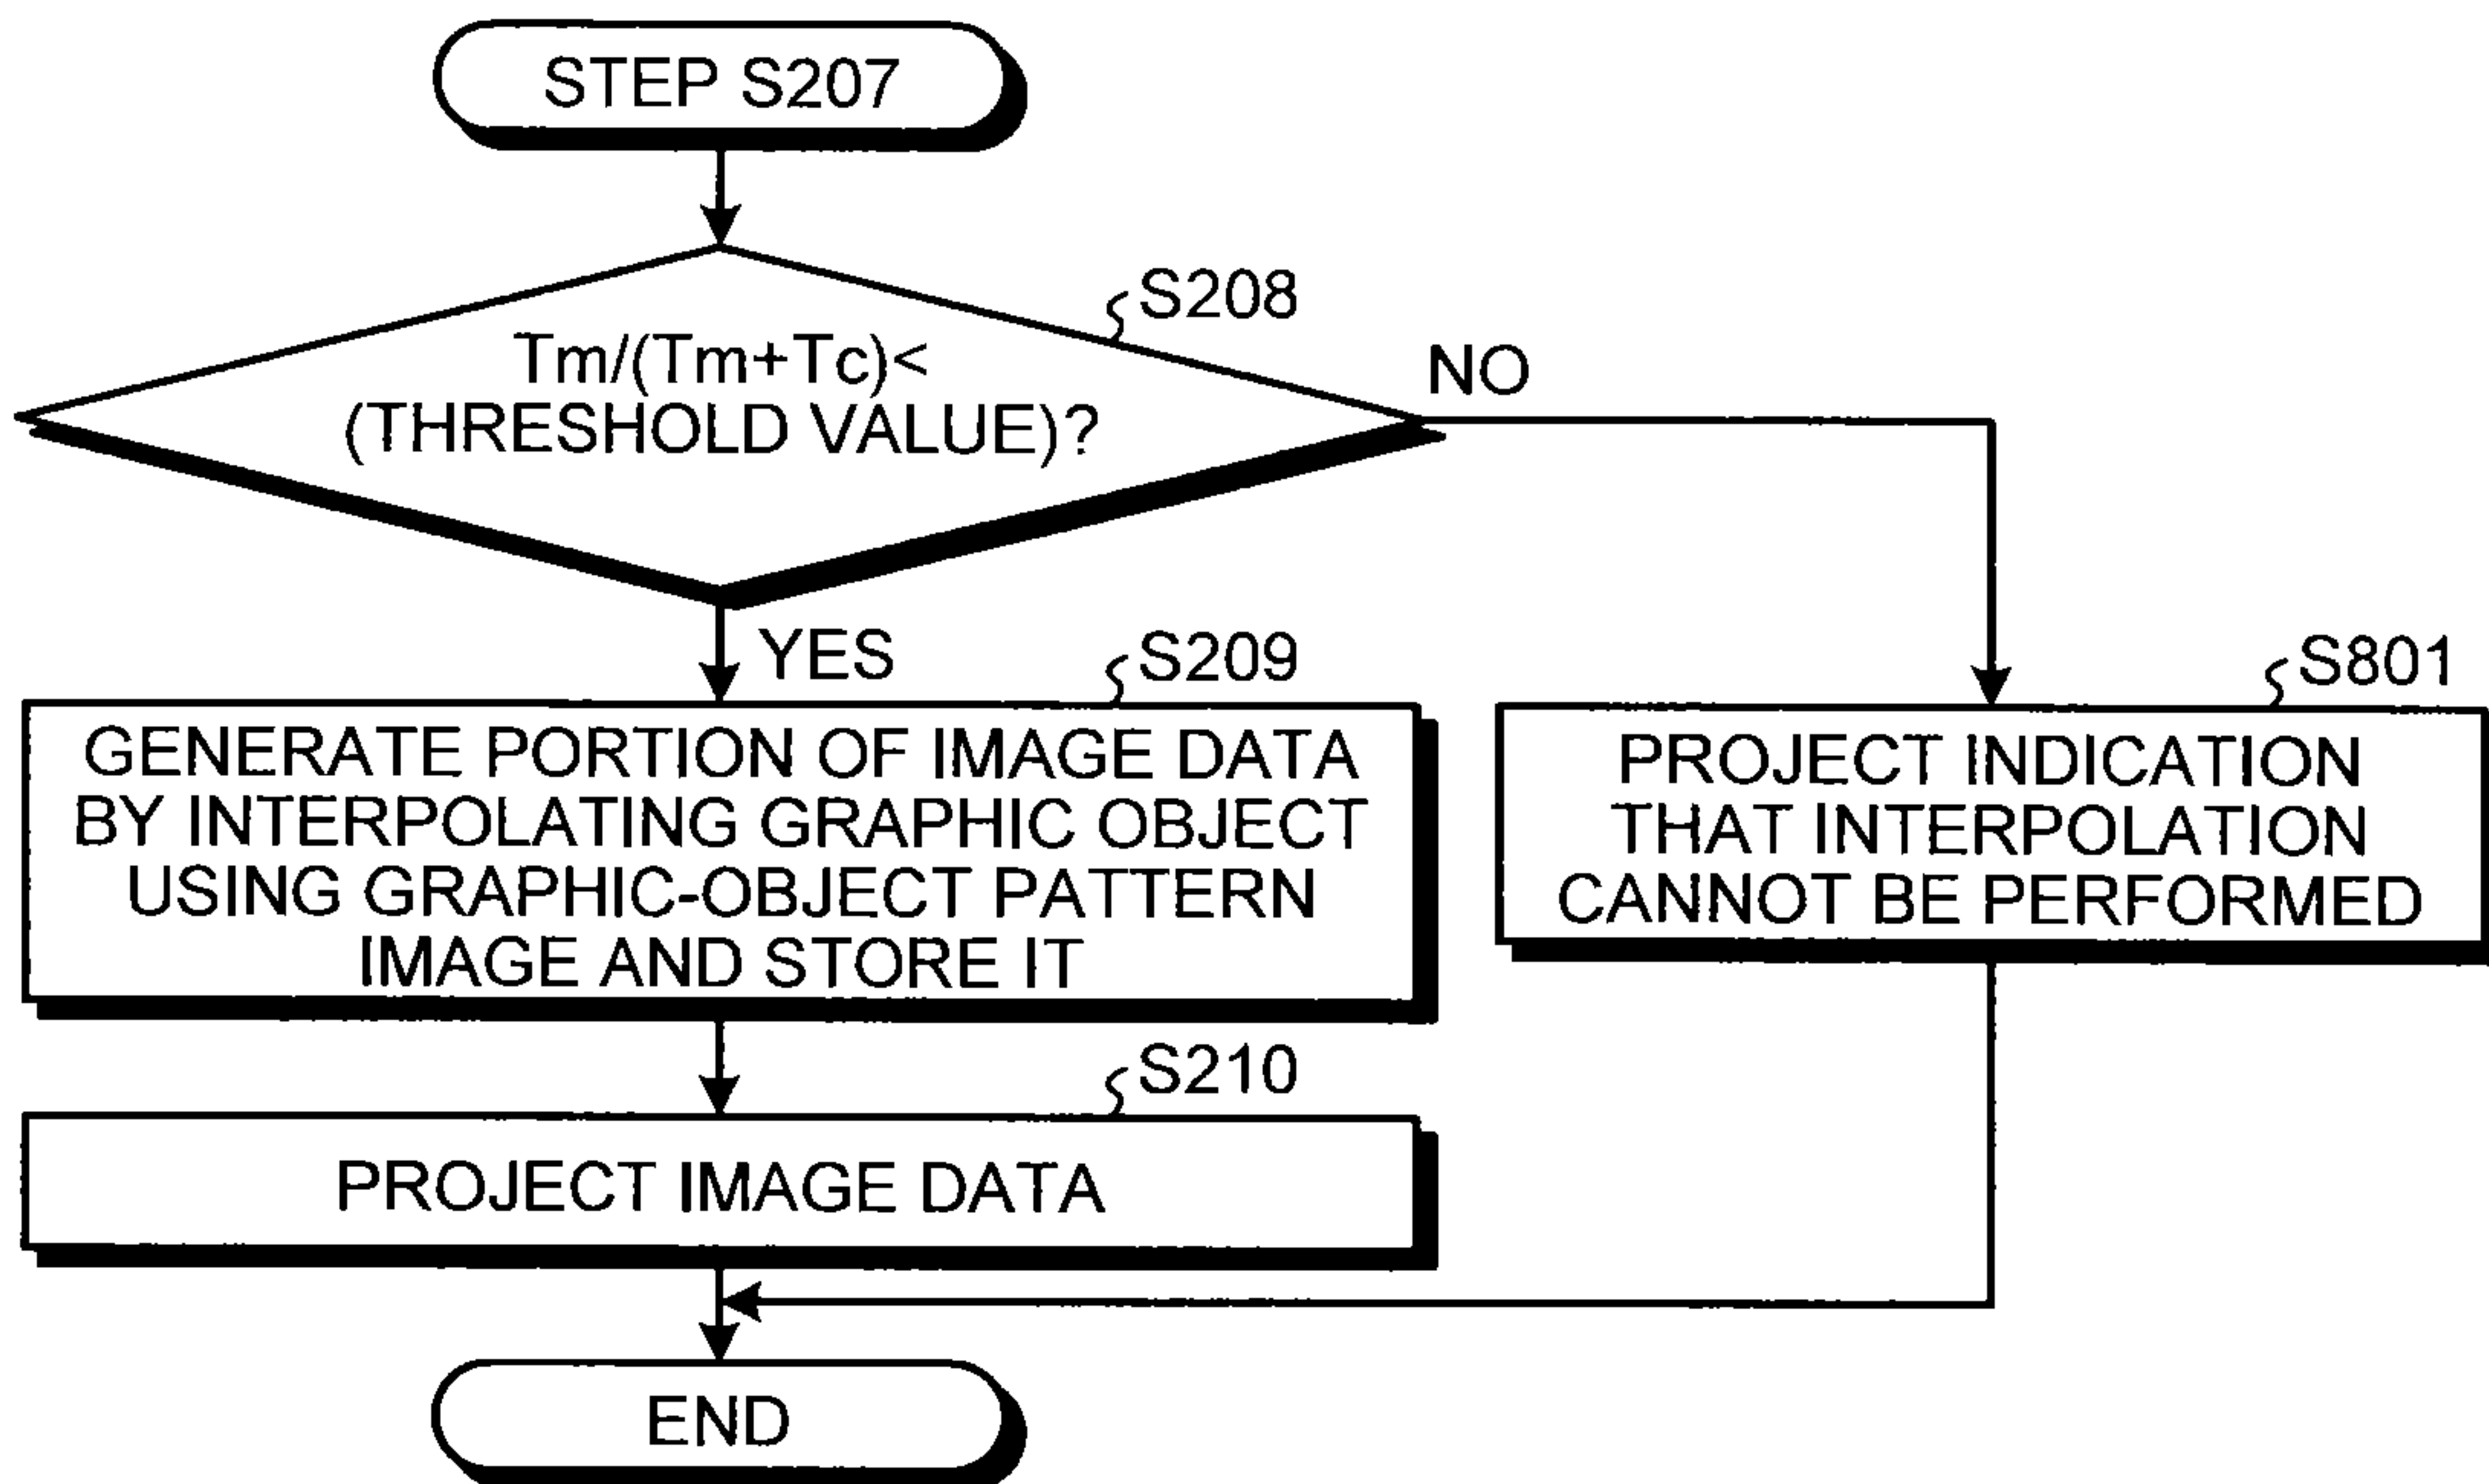 STEP S207
S208
Tm/(Tm+Tc)<
(THRESHOLD VALUE)?
NO
YES
S209
GENERATE PORTION OF IMAGE DATA
BY INTERPOLATING GRAPHIC OBJECT
USING GRAPHIC-OBJECT PATTERN
IMAGE AND STORE IT
S801
PROJECT INDICATION
THAT INTERPOLATION
CANNOT BE PERFORMED
S210
PROJECT IMAGE DATA
END